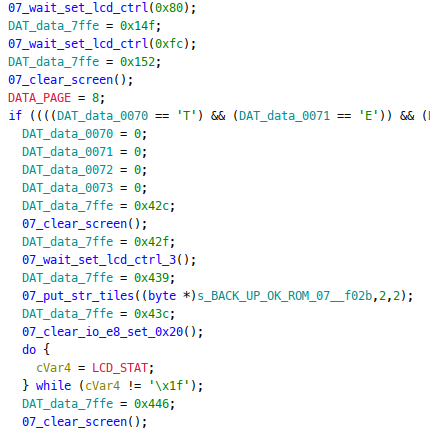 07_wait_set_lcd_ctrl(0x80);
DAT_data_7ffe = 0x14f;
07_wait_set_lcd_ctrl(0xfc);
DAT_data_7ffe = 0x152;
07_clear_screen();
DATA_PAGE = 8;
if ((((DAT_data_0070 == 'T') && (DAT_data_0071 == 'E')) && (
DAT_data_0070 = 0;
DAT_data_0071 = 0;
DAT_data_0072 = 0;
DAT_data_0073 = 0;
DAT_data_7ffe = 0x42c;
07_clear_screen();
DAT_data_7ffe = 0x42f;
07_wait_set_lcd_ctrl_3();
DAT_data_7ffe = 0x439;
07_put_str_tiles((byte *)s_BACK_UP_OK_ROM_07__f02b,2,2);
DAT_data_7ffe = 0x43c;
07_clear_io_e8_set_0x20();
do {
cVar4 = LCD_STAT;
} while (cVar4 != '\x1f');
DAT_data_7ffe = 0x446;
07_clear_screen();